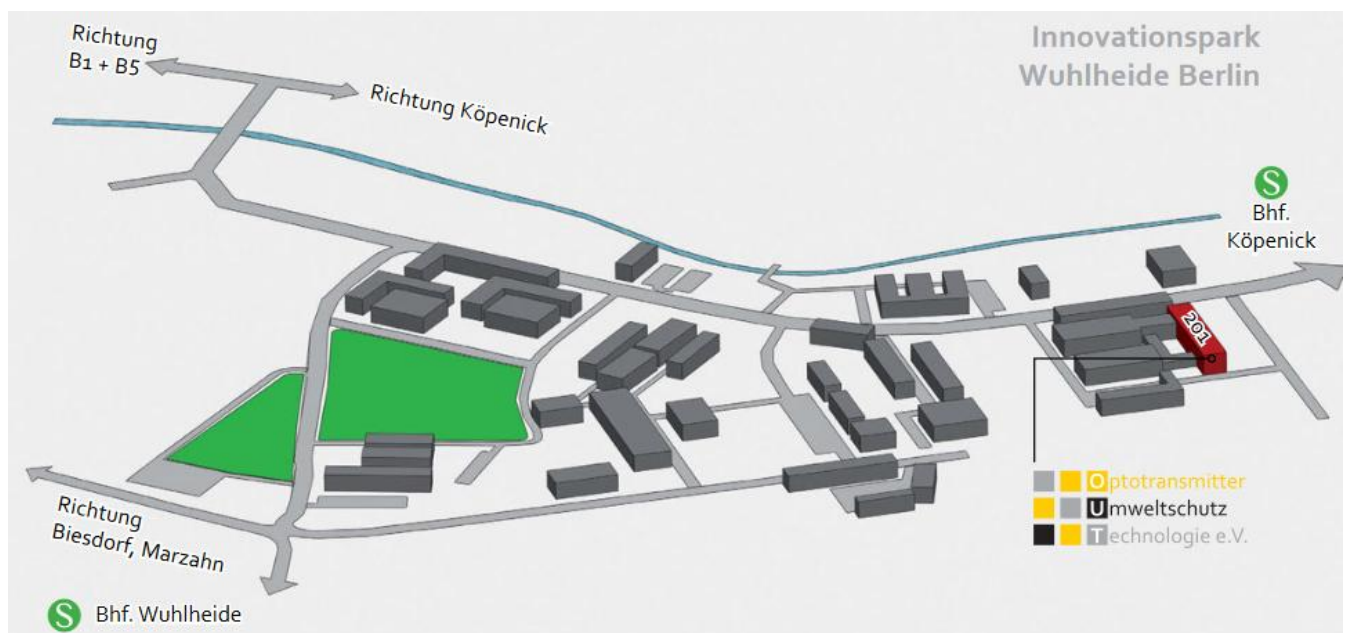 Richtung
B1 + B5
Richtung Köpenick
Innovationspark
Wuhlheide Berlin
S
Bhf.
Köpenick
201
Optotransmitter
Umweltschutz
Technologie e.V.
Richtung
Biesdorf, Marzahn
S Bhf. Wuhlheide